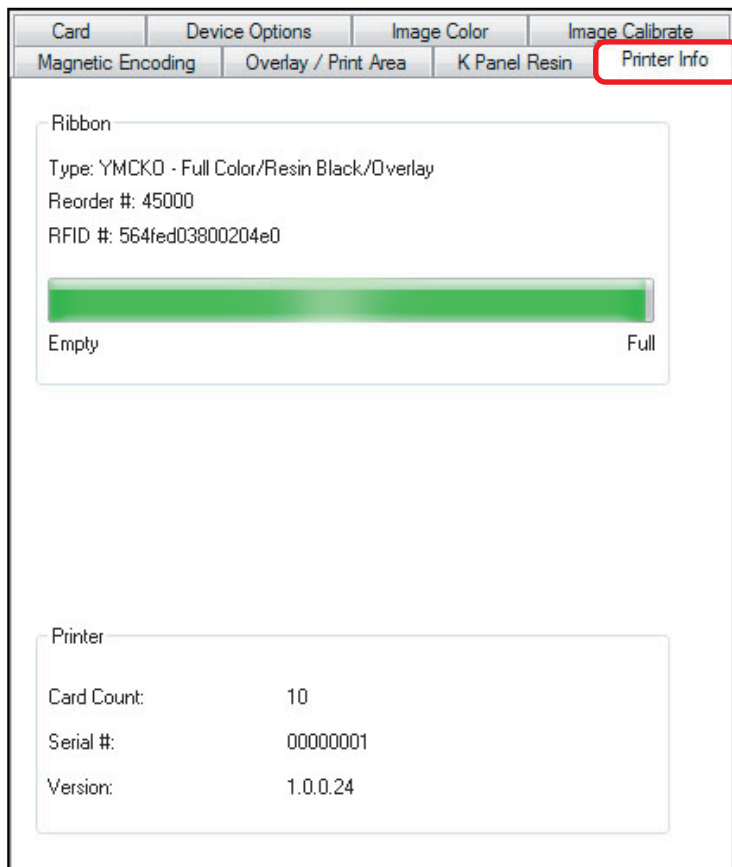 Card Device Options Image Color Image Calibrate
Magnetic Encoding Overlay / Print Area K Panel Resin Printer Info
Ribbon
Type: YMCKO - Full Color/Resin Black/Overlay
Reorder #: 45000
RFID #: 564fed03800204e0
Empty Full
Printer
Card Count: 10
Serial #: 00000001
Version: 1.0.0.24